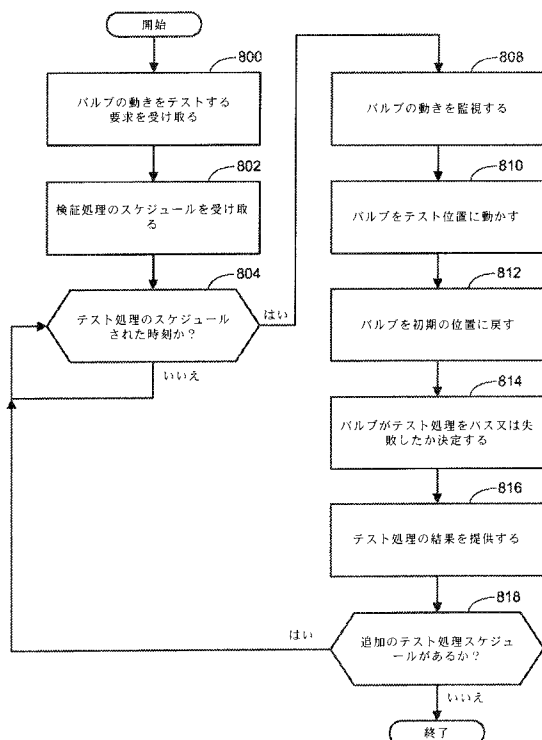 開始
800
バルブの動きをテストする
要求を受け取る
802
検証処理のスケジュールを受け取
る
804
テスト処理のスケジュール
された時刻か?
はい
いいえ
808
バルブの動きを監視する
810
バルブをテスト位置に動かす
812
バルブを初期の位置に戻す
814
バルブがテスト処理をパス又は失
敗したか決定する
816
テスト処理の結果を提供する
818
追加のテスト処理スケジュ
ールがあるか?
はい
いいえ
終了